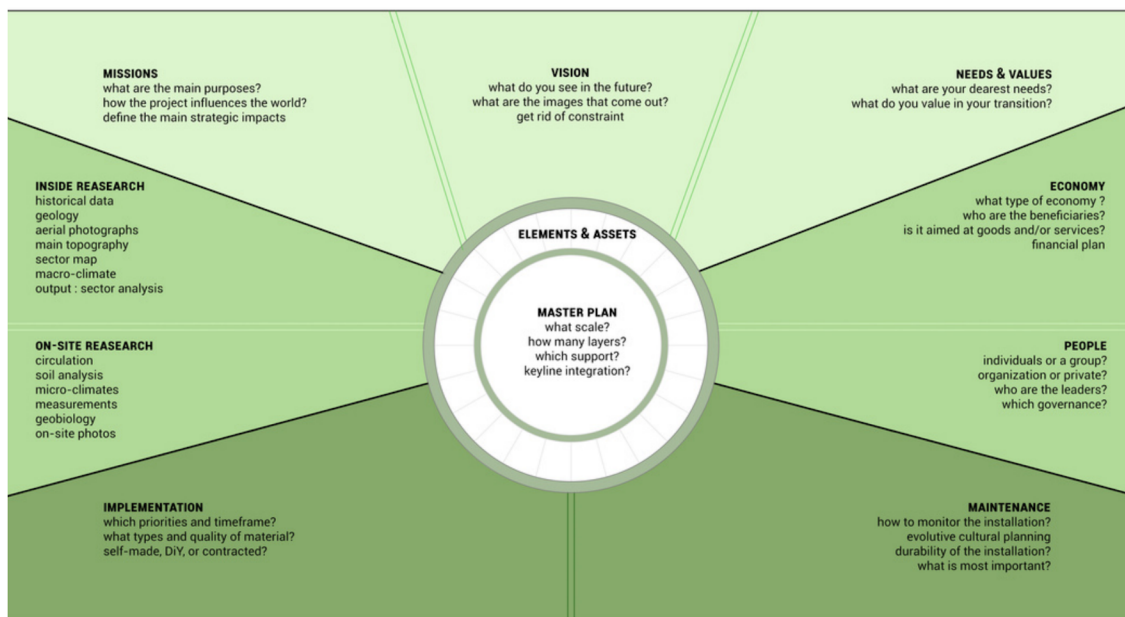 MISSIONS
what are the main purposes?
how the project influences the world?
define the main strategic impacts
VISION
what do you see in the future?
what are the images that come out?
get rid of constraint
NEEDS & VALUES
what are your dearest needs?
what do you value in your transition?
INSIDE REASEARCH
historical data
geology
aerial photographs
main topography
sector map
macro-climate
output : sector analysis
ECONOMY
what type of economy ?
who are the beneficiaries?
is it aimed at goods and/or services?
financial plan
ELEMENTS & ASSETS
MASTER PLAN
what scale?
how many layers?
which support?
keyline integration?
ON-SITE REASEARCH
circulation
soil analysis
micro-climates
measurements
geobiology
on-site photos
PEOPLE
individuals or a group?
organization or private?
who are the leaders?
which governance?
IMPLEMENTATION
which priorities and timeframe?
what types and quality of material?
self-made, DiY, or contracted?
MAINTENANCE
how to monitor the installation?
evolutive cultural planning
durability of the installation?
what is most important?